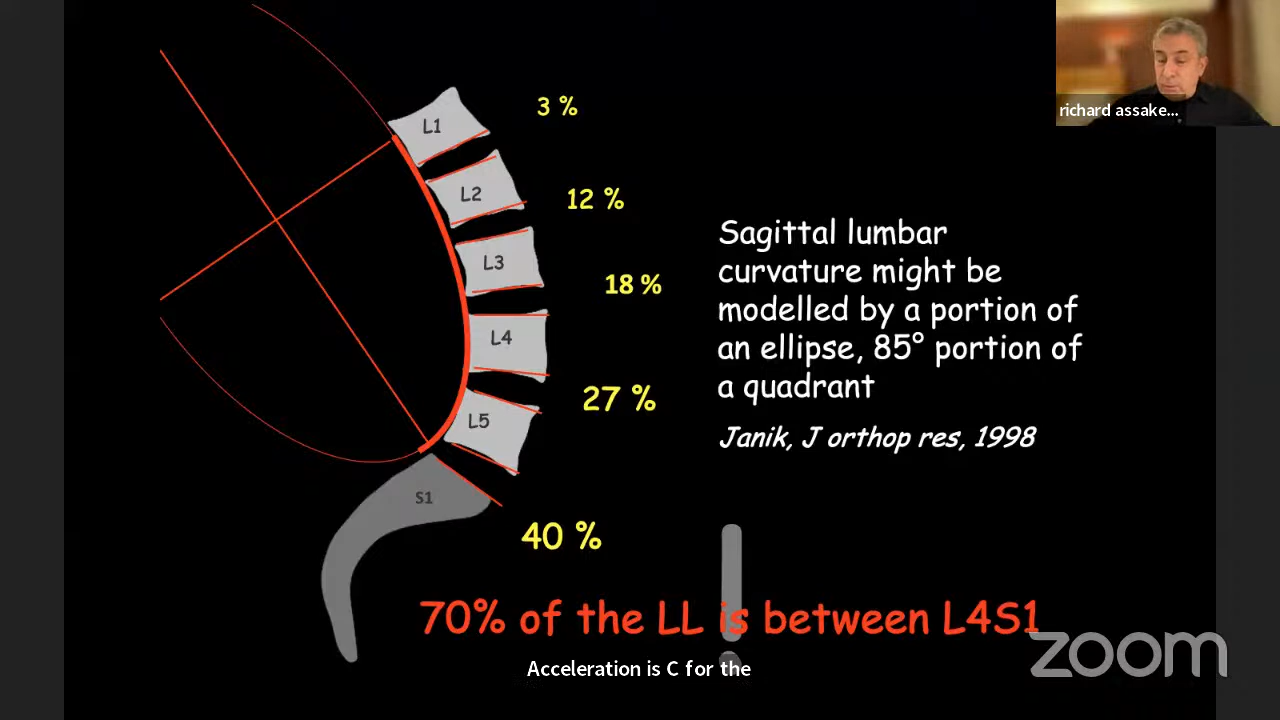 L1
3 %
L2
12 %
L3
18 %
L4
27 %
L5
S1
40 %
Sagittal lumbar
curvature might be
modelled by a portion of
an ellipse, 85° portion of
a quadrant
Janik, J orthop res, 1998
!
70% of the LL is between L4S1
Acceleration is C for the
richard assake...
zoom